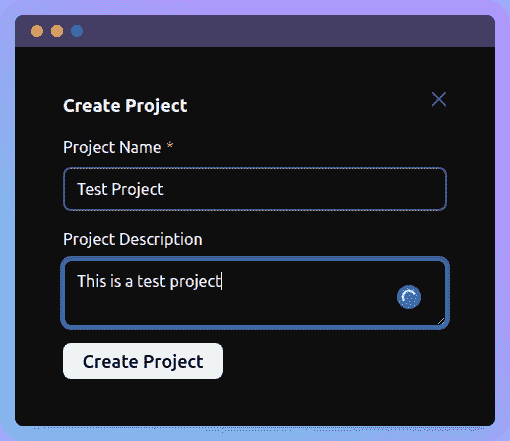 Create Project
Project Name *
Test Project
Project Description
This is a test project
Create Project